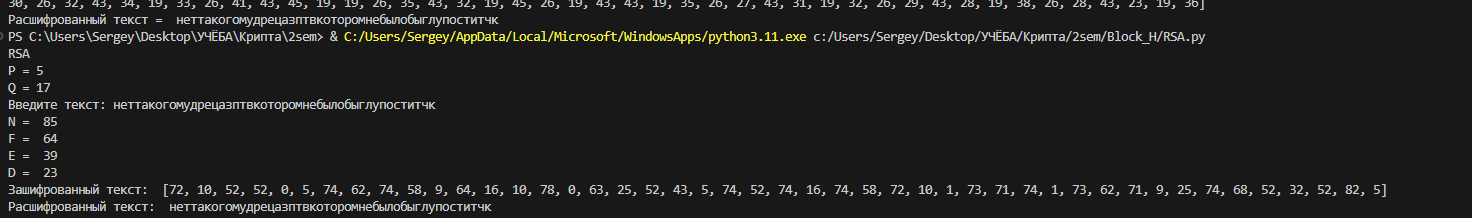 30, 26, 32, 43, 34, 19, 33, 26, 41, 43, 45, 19, 19, 26, 35, 43, 32, 19, 45, 26, 19, 43, 43, 19, 35, 26, 27, 43, 31, 19, 32, 26, 29, 43, 28, 19, 38, 26, 28, 43, 23, 19, 36]
Расшифрованный текст =  неттакогомудрецазптвкоторомнебылобыглупоститчк
PS C:\Users\Sergey\Desktop\УЧЁБА\Крипта\2sem> & C:/Users/Sergey/AppData/Local/Microsoft/WindowsApps/python3.11.exe c:/Users/Sergey/Desktop/УЧЁБА/Крипта/2sem/Block_H/RSA.py
RSA
P = 5
Q = 17
Введите текст: неттакогомудрецазптвкоторомнебылобыглупоститчк
N =  85
F =  64
E =  39
D =  23
Зашифрованный текст:  [72, 10, 52, 52, 0, 5, 74, 62, 74, 58, 9, 64, 16, 10, 78, 0, 63, 25, 52, 43, 5, 74, 52, 74, 16, 74, 58, 72, 10, 1, 73, 71, 74, 1, 73, 62, 71, 9, 25, 74, 68, 52, 32, 52, 82, 5]
Расшифрованный текст:  неттакогомудрецазптвкоторомнебылобыглупоститчк